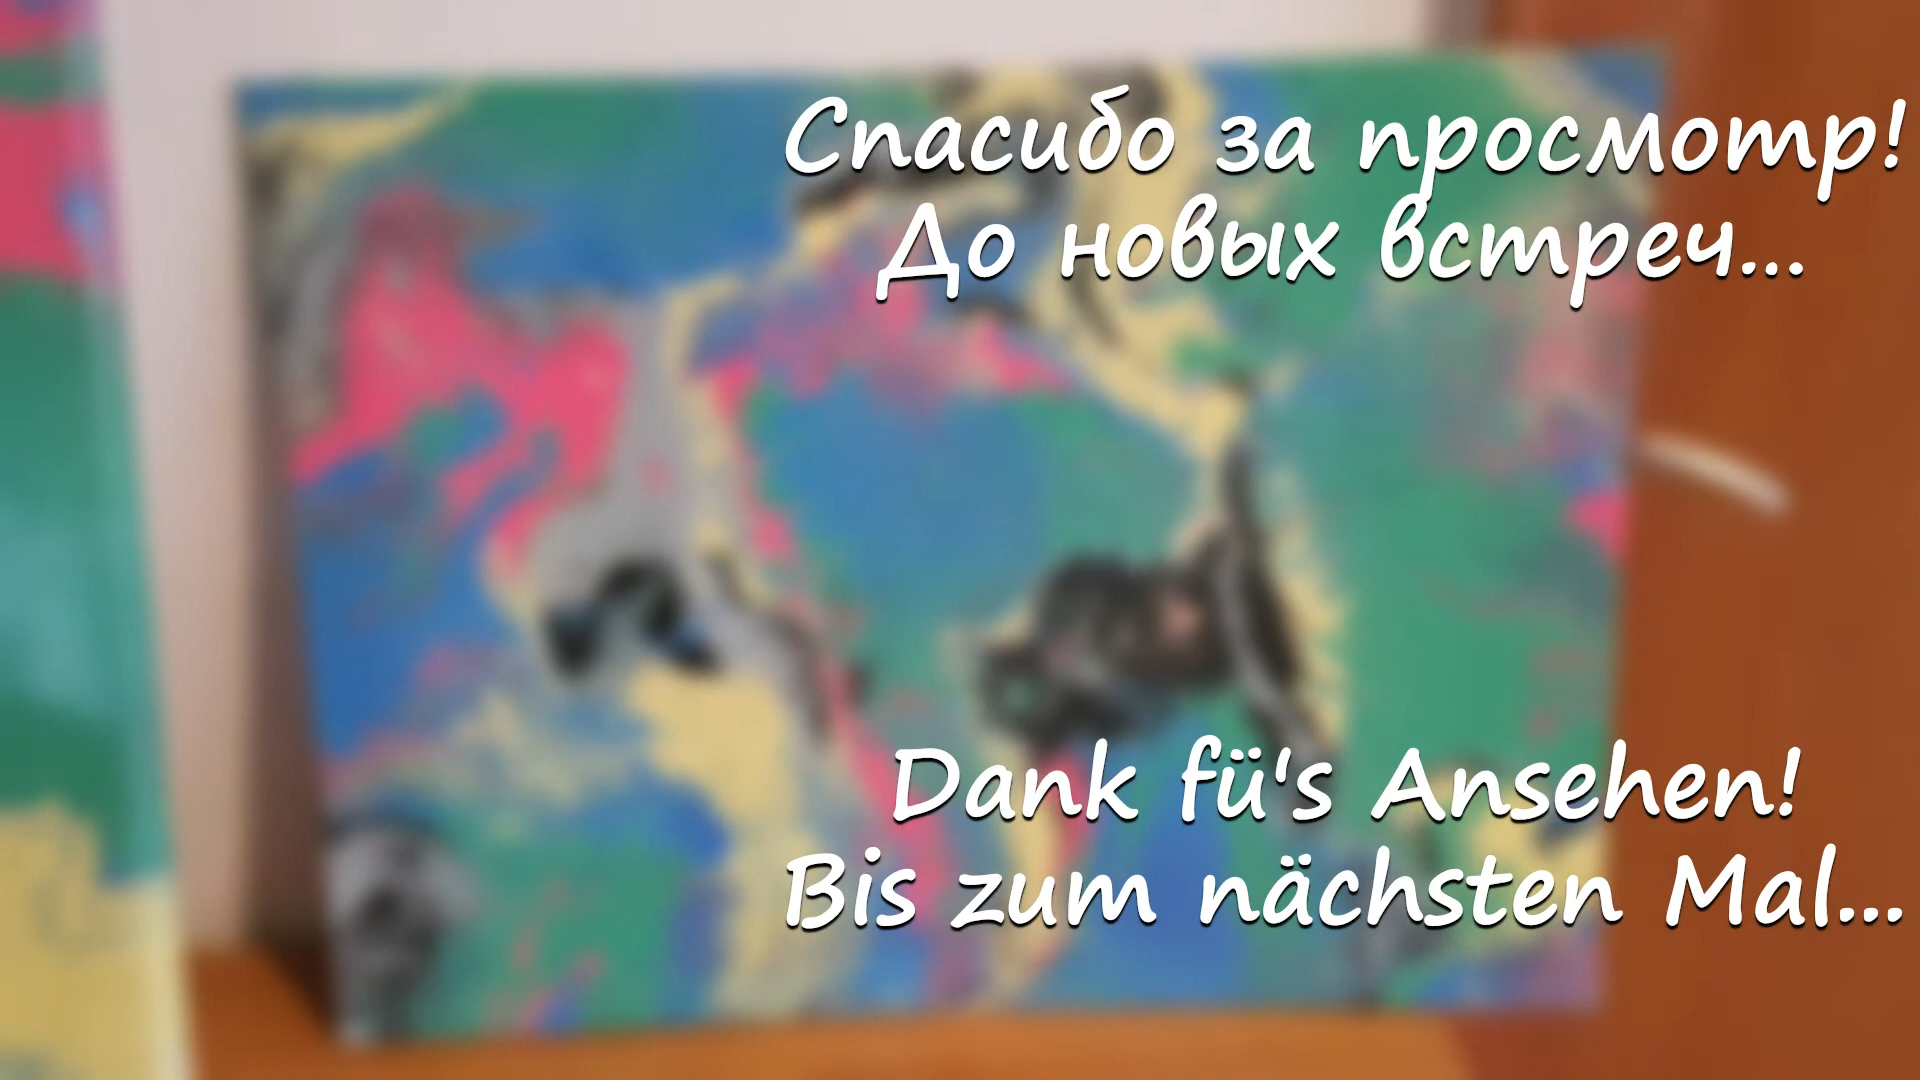 Спасибо за просмотр!
До новых встреч...
Dank fü's Ansehen!
Bis zum nächsten Mal...